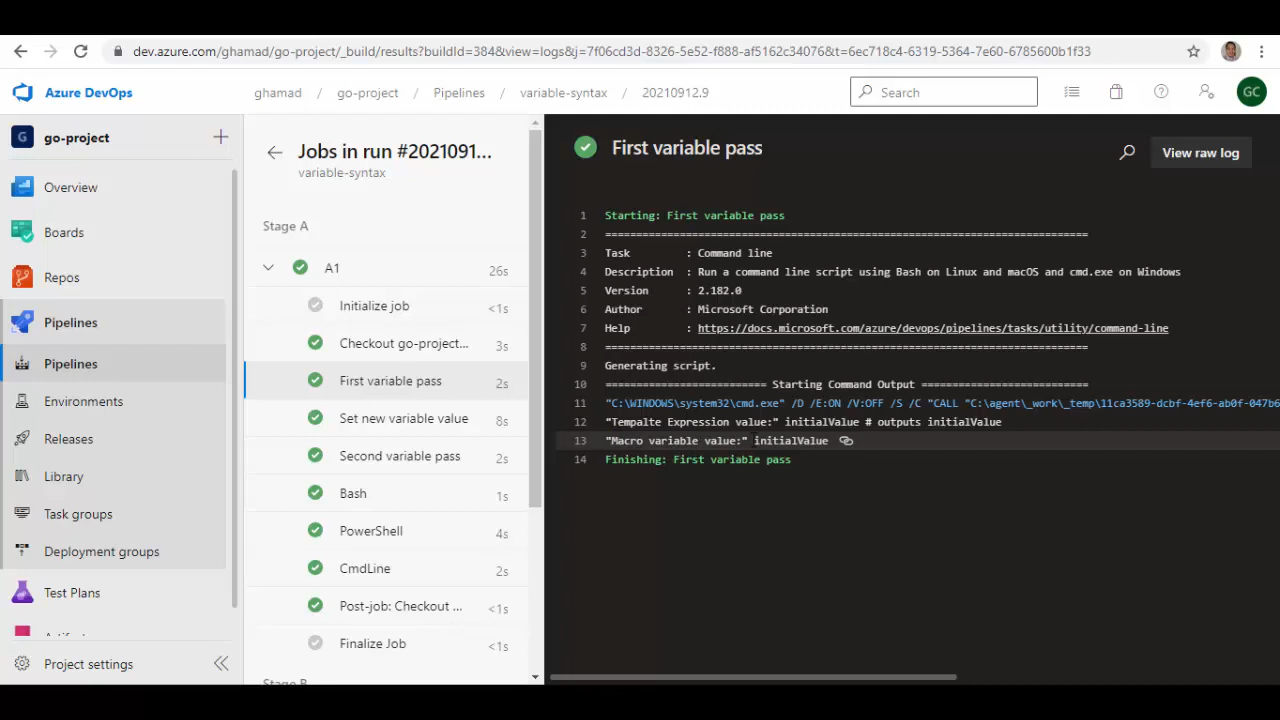 dev.azure.com/ghamad/go-project/_build/results?buildId=384&view=logs&j=7f06cd3d-8326-5e52-f888-af5162c34076&t=6ec718c4-6319-5364-7e60-6785600b1f33
Azure DevOps
ghamad / go-project / Pipelines / variable-syntax / 20210912.9
Search
GC
G go-project
Overview
Boards
Repos
Pipelines
Pipelines
Environments
Releases
Library
Task groups
Deployment groups
Test Plans
Project settings
Jobs in run #2021091...
variable-syntax
Stage A
A1 26s
Initialize job <1s
Checkout go-project... 3s
First variable pass 2s
Set new variable value 8s
Second variable pass 2s
Bash 1s
PowerShell 4s
CmdLine 2s
Post-job: Checkout ... <1s
Finalize Job <1s
First variable pass
View raw log
1 Starting: First variable pass
2 ==============================================================================
3 Task : Command line
4 Description : Run a command line script using Bash on Linux and macOS and cmd.exe on Windows
5 Version : 2.182.0
6 Author : Microsoft Corporation
7 Help : https://docs.microsoft.com/azure/devops/pipelines/tasks/utility/command-line
8 ==============================================================================
9 Generating script.
10 ========================== Starting Command Output ===========================
11 "C:\WINDOWS\system32\cmd.exe" /D /E:ON /V:OFF /S /C "CALL "C:\agent\_work\_temp\11ca3589-dcbf-4ef6-ab0f-047b6
12 "Tempalte Expression value:" initialValue # outputs initialValue
13 "Macro variable value:" initialValue
14 Finishing: First variable pass